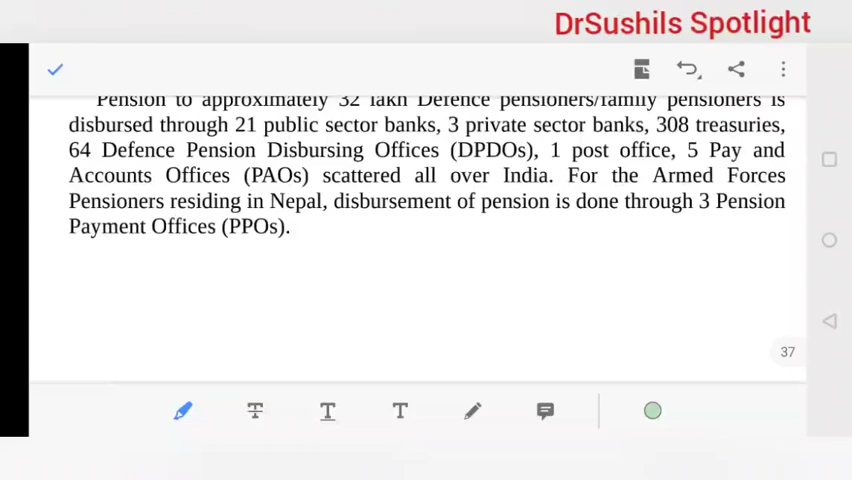 DrSushils Spotlight
Pension to approximately 32 lakh Defence pensioners/family pensioners is
disbursed through 21 public sector banks, 3 private sector banks, 308 treasuries,
64 Defence Pension Disbursing Offices (DPDOs), 1 post office, 5 Pay and
Accounts Offices (PAOs) scattered all over India. For the Armed Forces
Pensioners residing in Nepal, disbursement of pension is done through 3 Pension
Payment Offices (PPOs).
37
T T T